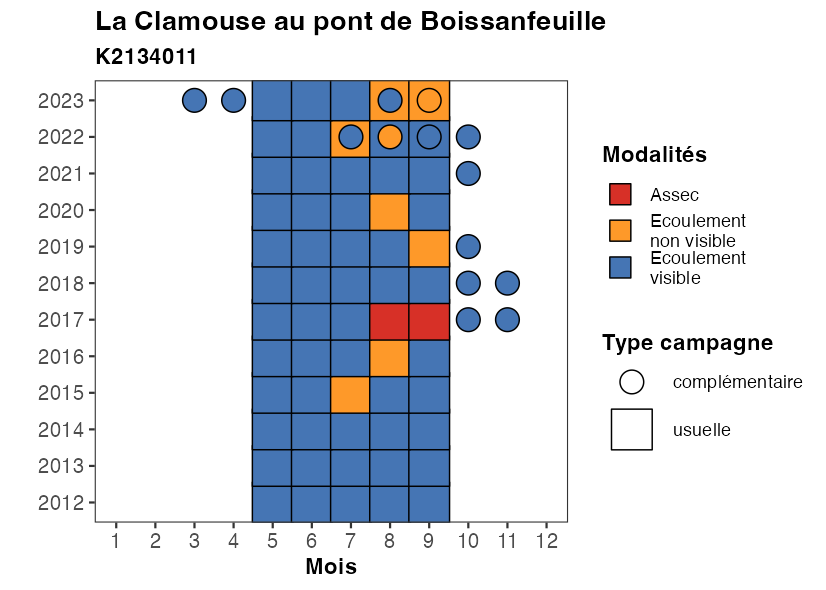 La Clamouse au pont de Boissanfeuille
K2134011
2023
2022
2021
2020
2019
2018
2017
2016
2015
2014
2013
2012
1 2 3 4 5 6 7 8 9 10 11 12
Mois
Modalités
Assec
Ecoulement
non visible
Ecoulement
visible
Type campagne
complémentaire
usuelle